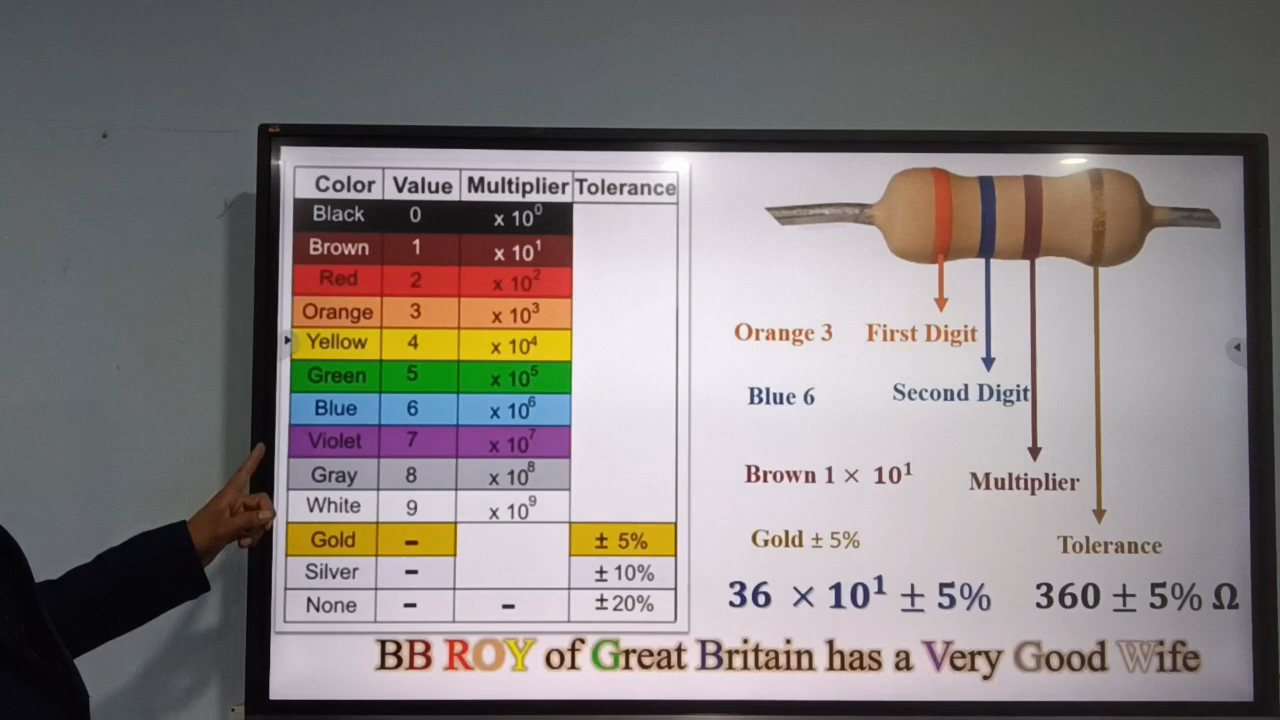 Color Value Multiplier Tolerance
Black 0 x 10⁰
Brown 1 x 10¹
Red 2 x 10²
Orange 3 x 10³
Yellow 4 x 10⁴
Green 5 x 10⁵
Blue 6 x 10⁶
Violet 7 x 10⁷
Gray 8 x 10⁸
White 9 x 10⁹
Gold - ± 5%
Silver - ± 10%
None - - ± 20%
Orange 3 First Digit
Blue 6 Second Digit
Brown 1 × 10¹ Multiplier
Gold ± 5% Tolerance
36 × 10¹ ± 5% 360 ± 5% Ω
BB ROY of Great Britain has a Very Good Wife